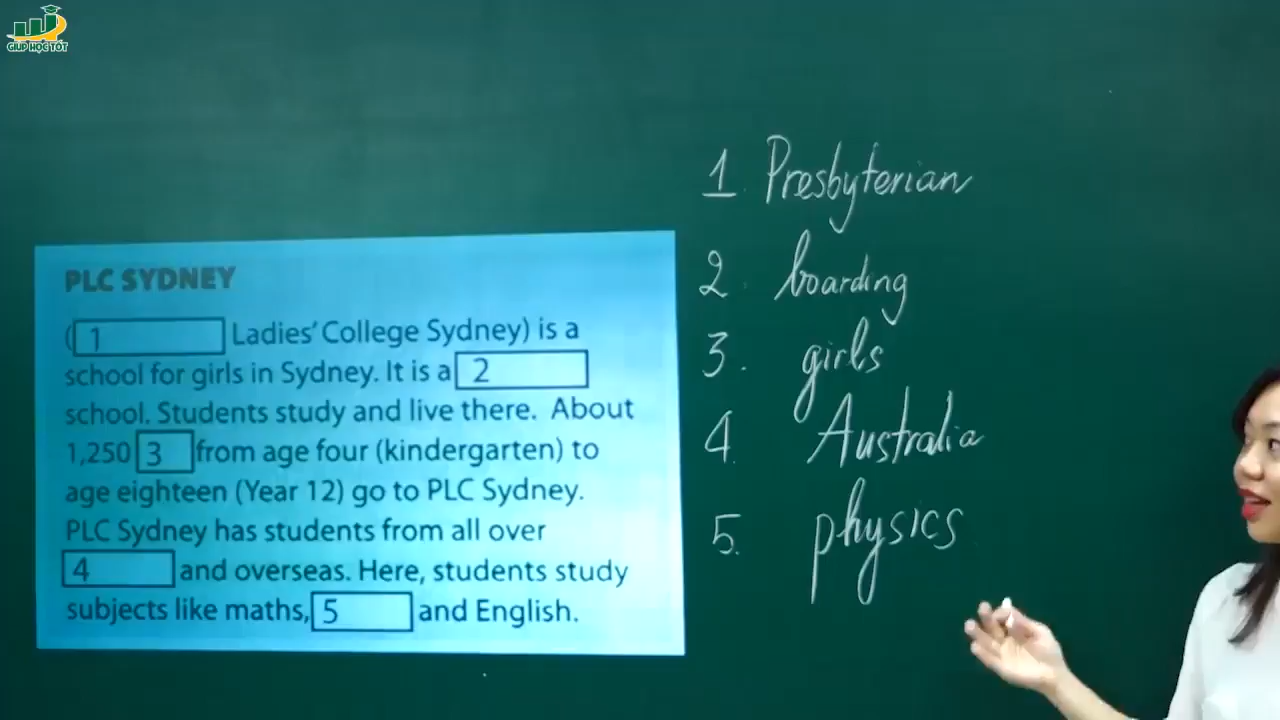 GIÚP HỌC TỐT
PLC SYDNEY
(1 Ladies' College Sydney) is a
school for girls in Sydney. It is a 2
school. Students study and live there. About
1,250 3 from age four (kindergarten) to
age eighteen (Year 12) go to PLC Sydney.
PLC Sydney has students from all over
4 and overseas. Here, students study
subjects like maths, 5 and English.
1. Presbyterian
2. boarding
3. girls
4. Australia
5. physics